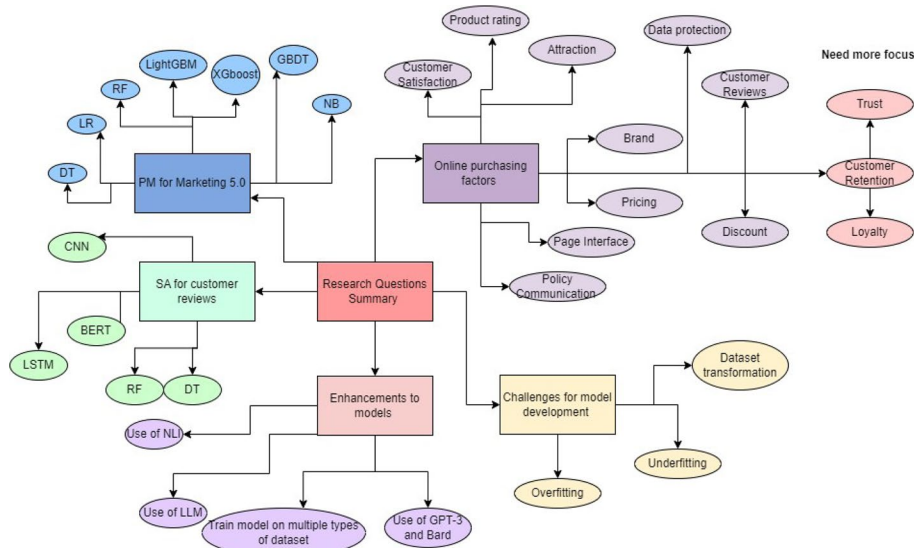 Product rating
Data protection
LightGBM
XGboost
GBDT
Attraction
Need more focus
Customer
Satisfaction
Customer
Reviews
RF
NB
Trust
LR
Brand
DT
PM for Marketing 5.0
Online purchasing
factors
Customer
Retention
Pricing
CNN
Page Interface
Discount
Loyalty
SA for customer
reviews
Research Questions
Summary
Policy
Communication
BERT
LSTM
RF
DT
Dataset
transformation
Enhancements to
models
Challenges for model
development
Use of NLI
Underfitting
Overfitting
Use of LLM
Train model on multiple types
of dataset
Use of GPT-3
and Bard